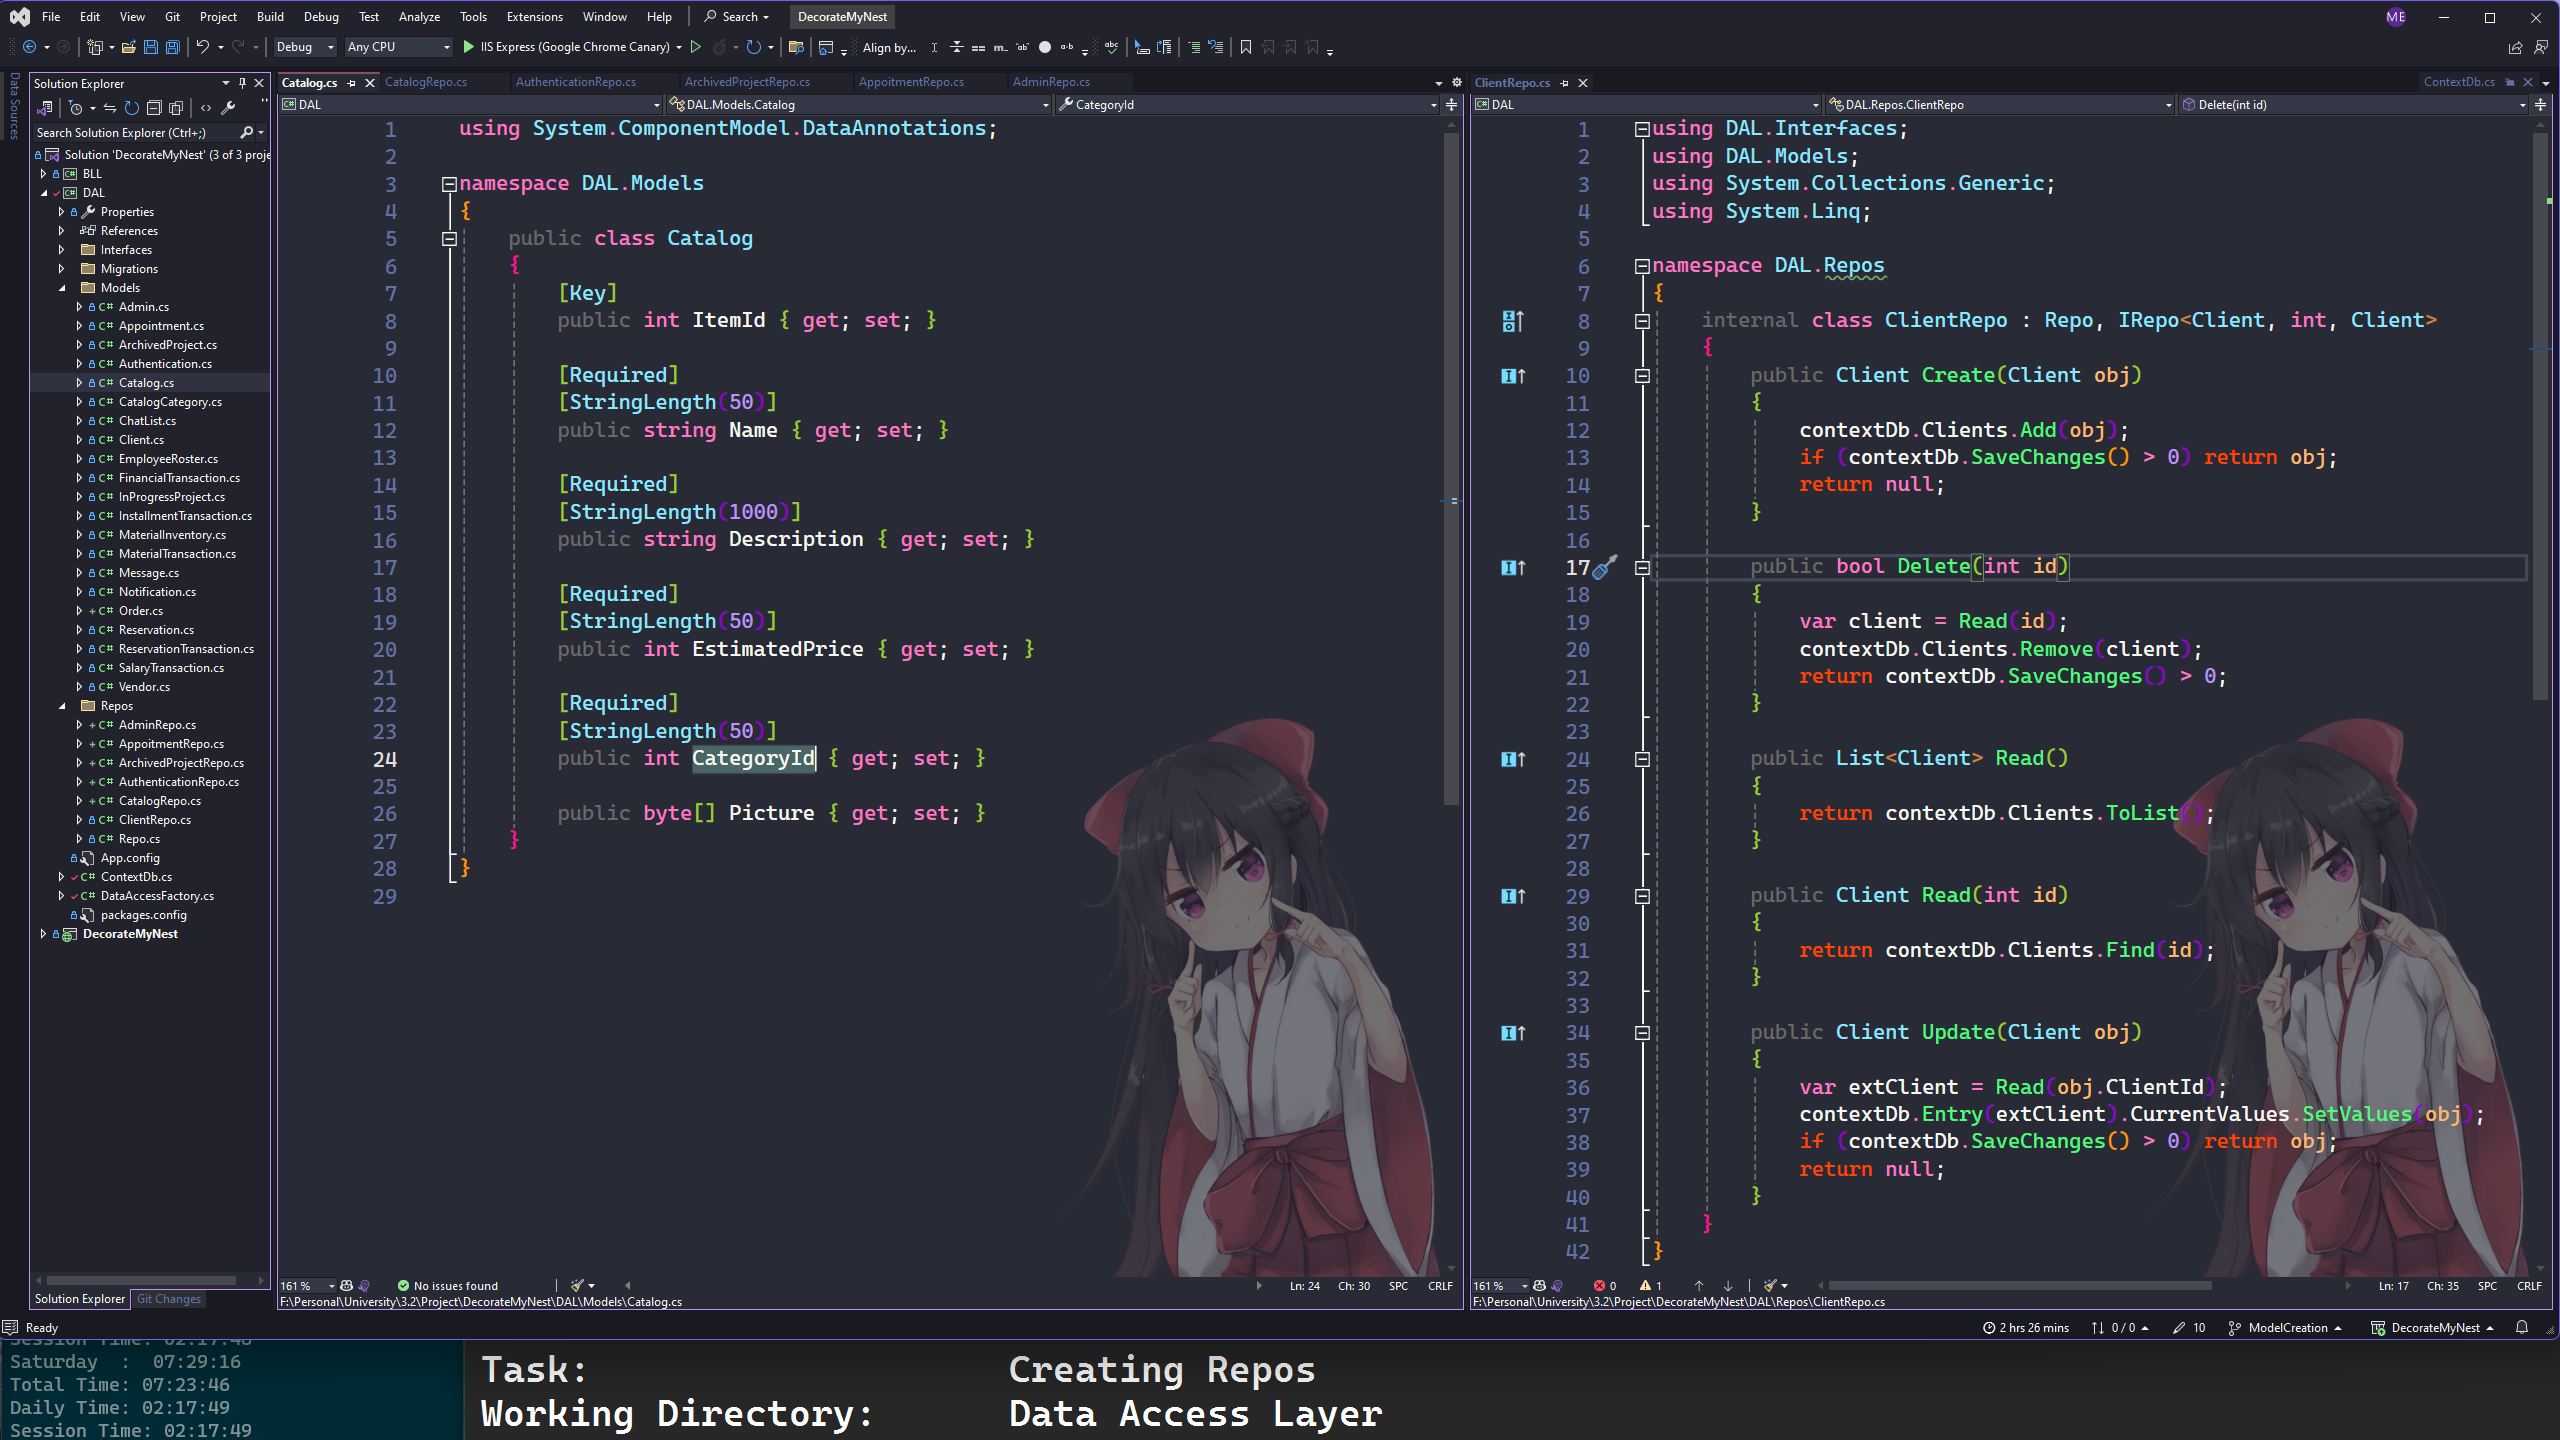 File Edit View Git Project Build Debug Test Analyze Tools Extensions Window Help Search DecorateMyNest ME
Debug Any CPU IIS Express (Google Chrome Canary) Align by...
Data Sources
Solution Explorer
Search Solution Explorer (Ctrl+;)
Solution 'DecorateMyNest' (3 of 3 proje
BLL
DAL
Properties
References
Interfaces
Migrations
Models
C# Admin.cs
C# Appointment.cs
C# ArchivedProject.cs
C# Authentication.cs
C# Catalog.cs
C# CatalogCategory.cs
C# ChatList.cs
C# Client.cs
C# EmployeeRoster.cs
C# FinancialTransaction.cs
C# InProgressProject.cs
C# InstallmentTransaction.cs
C# MaterialInventory.cs
C# MaterialTransaction.cs
C# Message.cs
C# Notification.cs
+ C# Order.cs
C# Reservation.cs
C# ReservationTransaction.cs
C# SalaryTransaction.cs
C# Vendor.cs
Repos
+ C# AdminRepo.cs
+ C# AppoitmentRepo.cs
+ C# ArchivedProjectRepo.cs
+ C# AuthenticationRepo.cs
+ C# CatalogRepo.cs
C# ClientRepo.cs
C# Repo.cs
App.config
C# ContextDb.cs
C# DataAccessFactory.cs
packages.config
DecorateMyNest
Solution Explorer Git Changes
Catalog.cs CatalogRepo.cs AuthenticationRepo.cs ArchivedProjectRepo.cs AppoitmentRepo.cs AdminRepo.cs
DAL DAL.Models.Catalog CategoryId
1 using System.ComponentModel.DataAnnotations;
2
3 namespace DAL.Models
4 {
5 public class Catalog
6 {
7 [Key]
8 public int ItemId { get; set; }
9
10 [Required]
11 [StringLength(50)]
12 public string Name { get; set; }
13
14 [Required]
15 [StringLength(1000)]
16 public string Description { get; set; }
17
18 [Required]
19 [StringLength(50)]
20 public int EstimatedPrice { get; set; }
21
22 [Required]
23 [StringLength(50)]
24 public int CategoryId { get; set; }
25
26 public byte[] Picture { get; set; }
27 }
28 }
29
161 % No issues found Ln: 24 Ch: 30 SPC CRLF
F:\Personal\University\3.2\Project\DecorateMyNest\DAL\Models\Catalog.cs
ClientRepo.cs ContextDb.cs
DAL DAL.Repos.ClientRepo Delete(int id)
1 using DAL.Interfaces;
2 using DAL.Models;
3 using System.Collections.Generic;
4 using System.Linq;
5
6 namespace DAL.Repos
7 {
8 internal class ClientRepo : Repo, IRepo<Client, int, Client>
9 {
10 public Client Create(Client obj)
11 {
12 contextDb.Clients.Add(obj);
13 if (contextDb.SaveChanges() > 0) return obj;
14 return null;
15 }
16
17 public bool Delete(int id)
18 {
19 var client = Read(id);
20 contextDb.Clients.Remove(client);
21 return contextDb.SaveChanges() > 0;
22 }
23
24 public List<Client> Read()
25 {
26 return contextDb.Clients.ToList();
27 }
28
29 public Client Read(int id)
30 {
31 return contextDb.Clients.Find(id);
32 }
33
34 public Client Update(Client obj)
35 {
36 var extClient = Read(obj.ClientId);
37 contextDb.Entry(extClient).CurrentValues.SetValues(obj);
38 if (contextDb.SaveChanges() > 0) return obj;
39 return null;
40 }
41 }
42 }
161 % 0 1 Ln: 17 Ch: 35 SPC CRLF
F:\Personal\University\3.2\Project\DecorateMyNest\DAL\Repos\ClientRepo.cs
Ready 2 hrs 26 mins 0 / 0 10 ModelCreation DecorateMyNest
Session Time: 02:17:48
Saturday : 07:29:16
Total Time: 07:23:46
Daily Time: 02:17:49
Session Time: 02:17:49
Task: Creating Repos
Working Directory: Data Access Layer